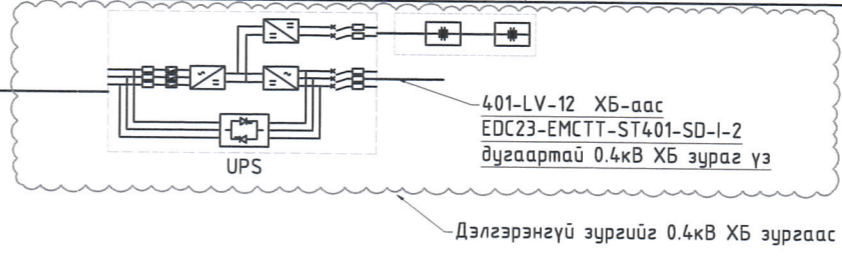 401-LV-12 ХБ-аас
EDC23-EMCTT-ST401-SD-I-2
дугаартай 0.4кВ ХБ зураг үз
UPS
Дэлгэрэнгүй зургийг 0.4кВ ХБ зургаас